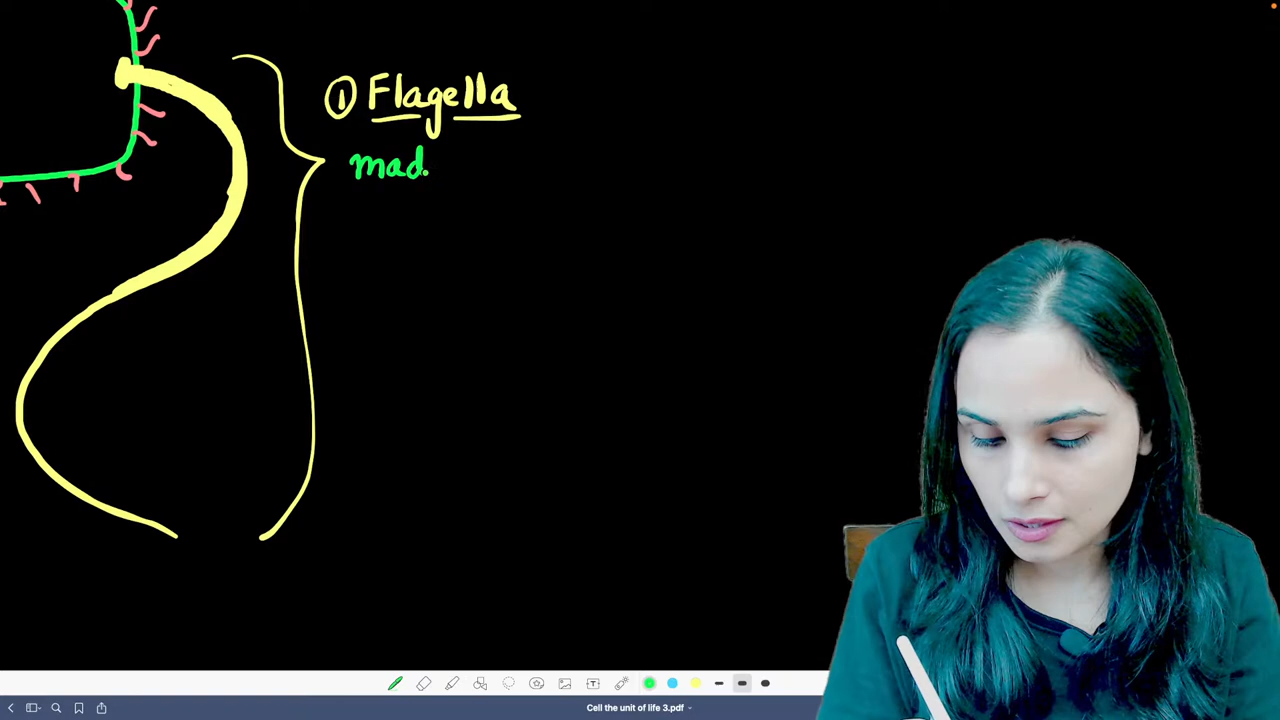 ① Flagella
mad
Cell the unit of life 3.pdf